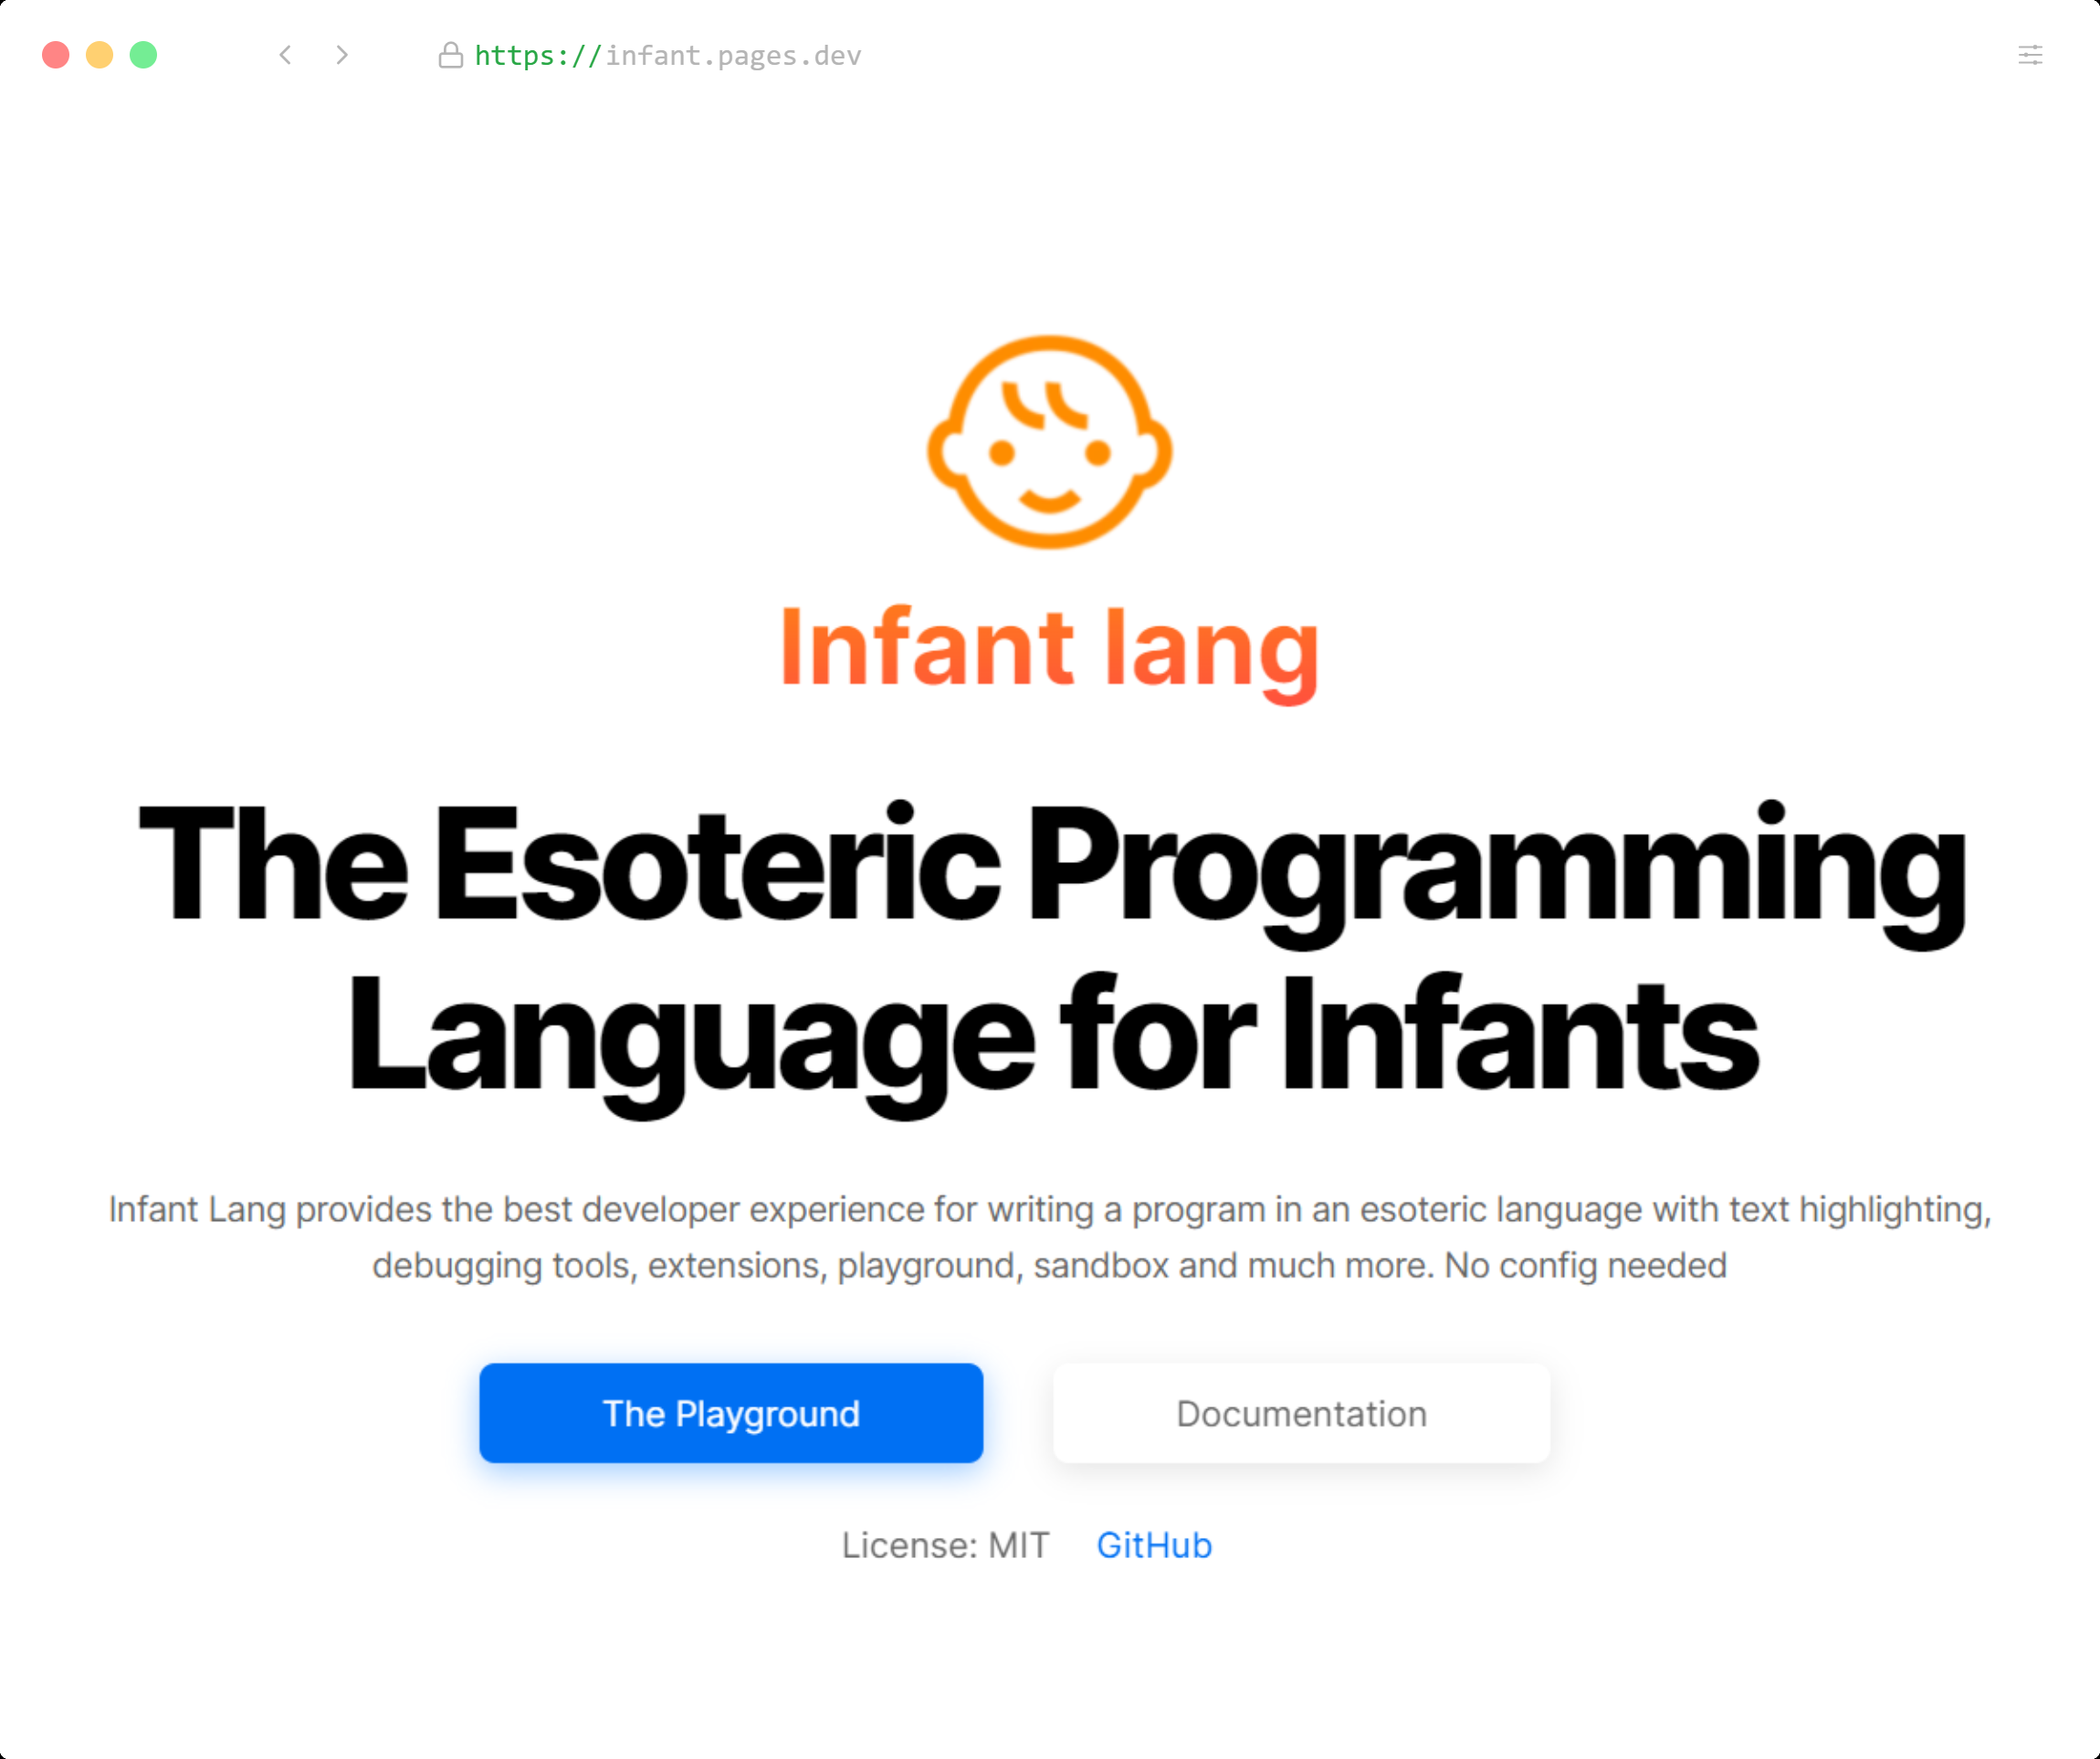 https://infant.pages.dev
Infant lang
The Esoteric Programming
Language for Infants
Infant Lang provides the best developer experience for writing a program in an esoteric language with text highlighting,
debugging tools, extensions, playground, sandbox and much more. No config needed
The Playground
Documentation
License: MIT GitHub